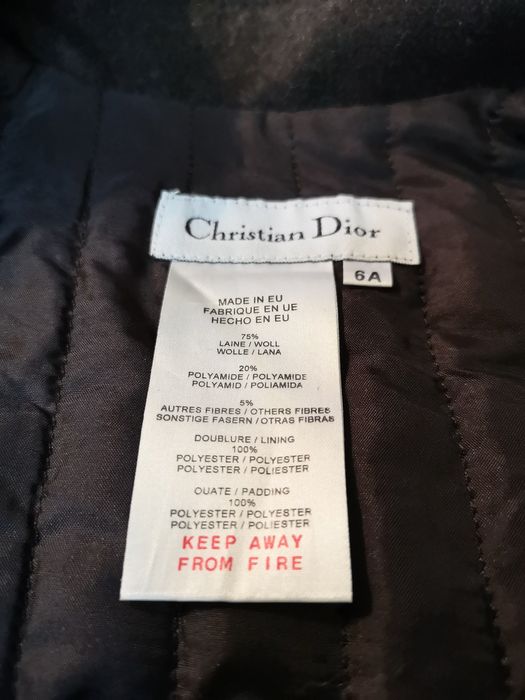 Christian Dior
6A
MADE IN EU
FABRIQUE EN UE
HECHO EN EU
75%
LAINE / WOLL
WOLLE / LANA
20%
POLYAMIDE / POLYAMIDE
POLYAMID / POLIAMIDA
5%
AUTRES FIBRES / OTHERS FIBRES
SONSTIGE FASERN / OTRAS FIBRAS
DOUBLURE / LINING
100%
POLYESTER / POLYESTER
POLYESTER / POLIESTER
OUATE / PADDING
100%
POLYESTER / POLYESTER
POLYESTER / POLIESTER
KEEP AWAY
FROM FIRE